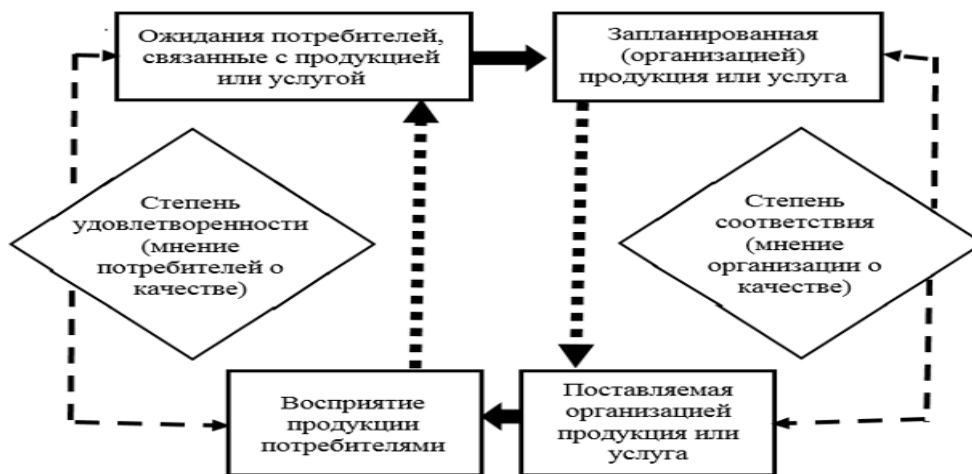 Ожидания потребителей,
связанные с продукцией
или услугой
Запланированная
(организацией)
продукция или услуга
Степень
удовлетворенности
(мнение
потребителей о
качестве)
Степень
соответствия
(мнение
организации о
качестве)
Восприятие
продукции
потребителями
Поставляемая
организацией
продукция или
услуга